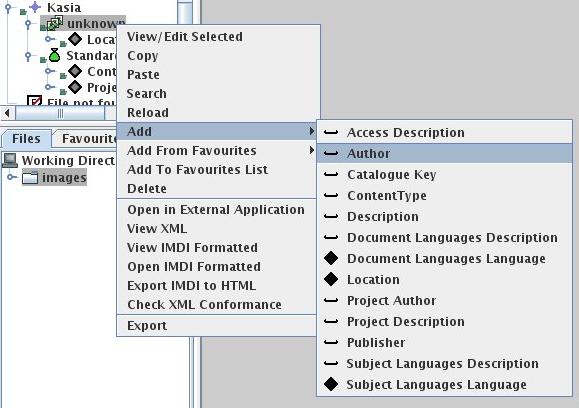 Kasia
unknown
Loca
Standard
Cont
Proje
File not fou
Files
Favourite
Working Direct
images
View/Edit Selected
Copy
Paste
Search
Reload
Add
Add From Favourites
Add To Favourites List
Delete
Open in External Application
View XML
View IMDI Formatted
Open IMDI Formatted
Export IMDI to HTML
Check XML Conformance
Export
Access Description
Author
Catalogue Key
ContentType
Description
Document Languages Description
Document Languages Language
Location
Project Author
Project Description
Publisher
Subject Languages Description
Subject Languages Language